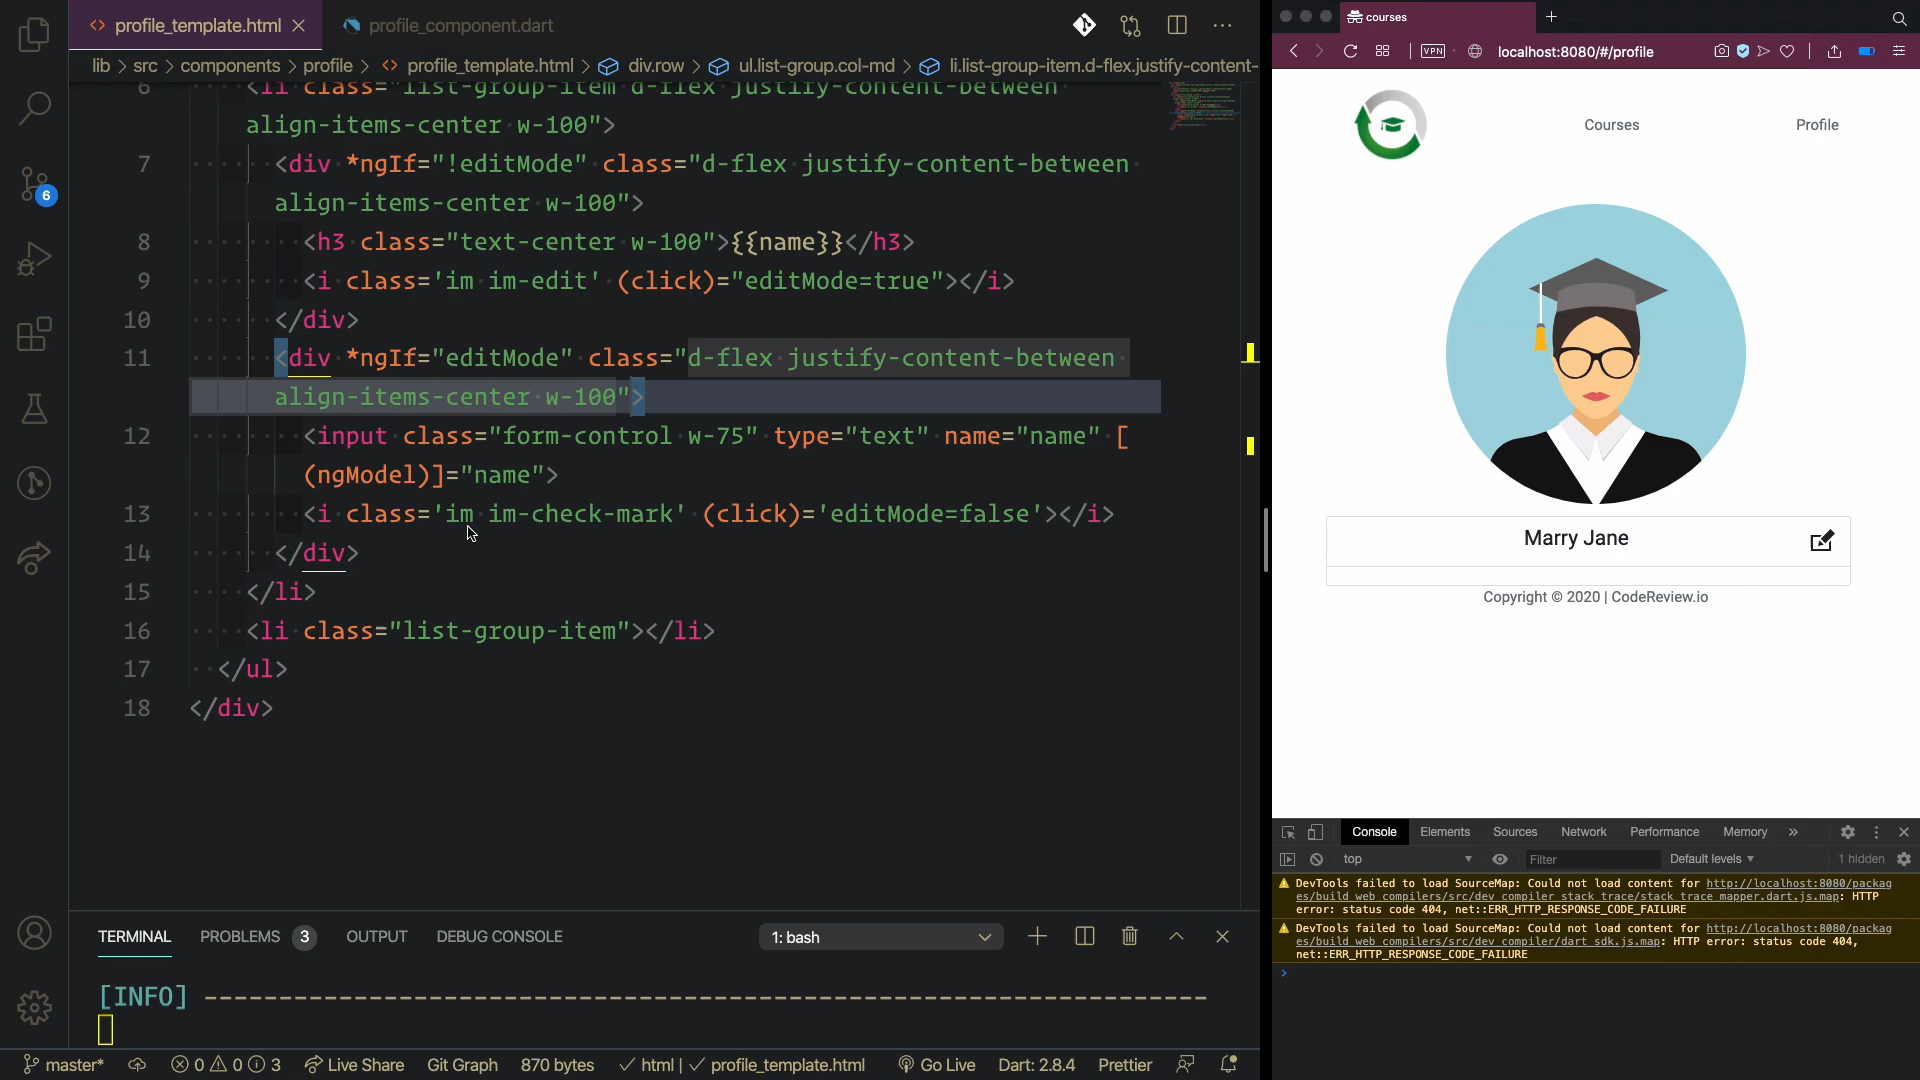 profile_template.html
profile_component.dart
lib > src > components > profile > <> profile_template.html > div.row > ul.list-group.col-md > li.list-group-item.d-flex.justify-content-
6 <li class="list-group-item d-flex justify-content-between
align-items-center w-100">
7 <div *ngIf="!editMode" class="d-flex justify-content-between
align-items-center w-100">
8 <h3 class="text-center w-100">{{name}}</h3>
9 <i class='im im-edit' (click)="editMode=true"></i>
10 </div>
11 <div *ngIf="editMode" class="d-flex justify-content-between
align-items-center w-100">
12 <input class="form-control w-75" type="text" name="name" [
(ngModel)]="name">
13 <i class='im im-check-mark' (click)='editMode=false'></i>
14 </div>
15 </li>
16 <li class="list-group-item"></li>
17 </ul>
18 </div>
6
TERMINAL PROBLEMS 3 OUTPUT DEBUG CONSOLE 1: bash
[INFO] ----------------------------------------------------------------------
master* 0 0 3 Live Share Git Graph 870 bytes html | profile_template.html Go Live Dart: 2.8.4 Prettier
courses
VPN localhost:8080/#/profile
Courses Profile
Marry Jane
Copyright © 2020 | CodeReview.io
Console Elements Sources Network Performance Memory »
top Filter Default levels 1 hidden
DevTools failed to load SourceMap: Could not load content for http://localhost:8080/packag
es/build_web_compilers/src/dev_compiler_stack_trace/stack_trace_mapper.dart.js.map: HTTP
error: status code 404, net::ERR_HTTP_RESPONSE_CODE_FAILURE
DevTools failed to load SourceMap: Could not load content for http://localhost:8080/packag
es/build_web_compilers/src/dev_compiler/dart_sdk.js.map: HTTP error: status code 404,
net::ERR_HTTP_RESPONSE_CODE_FAILURE